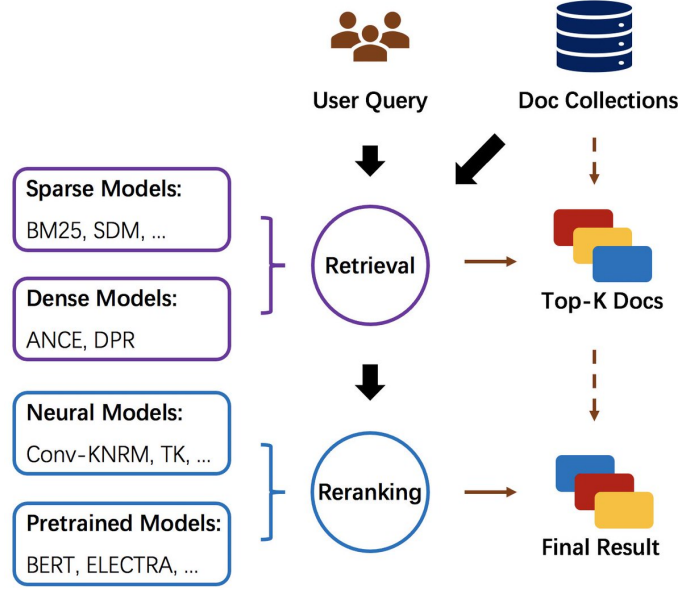 User Query
Doc Collections
Sparse Models:
BM25, SDM, ...
Retrieval
Dense Models:
ANCE, DPR
Top-K Docs
Neural Models:
Conv-KNRM, TK, ...
Reranking
Pretrained Models:
BERT, ELECTRA, ...
Final Result